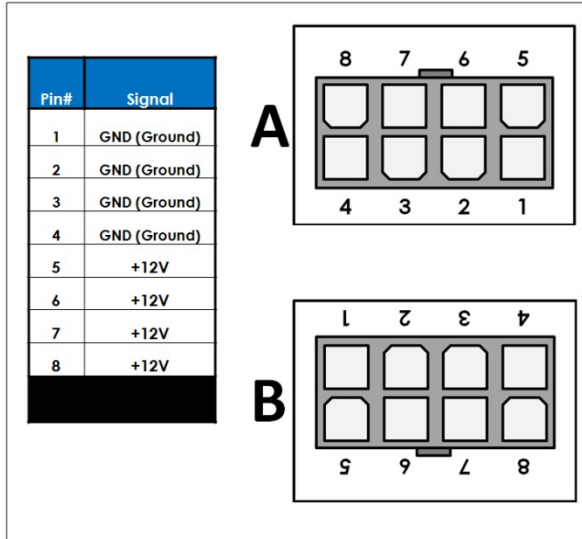 Pin# Signal
1 GND (Ground)
2 GND (Ground)
3 GND (Ground)
4 GND (Ground)
5 +12V
6 +12V
7 +12V
8 +12V
A
8 7 6 5
4 3 2 1
B
1 2 3 4
5 6 7 8